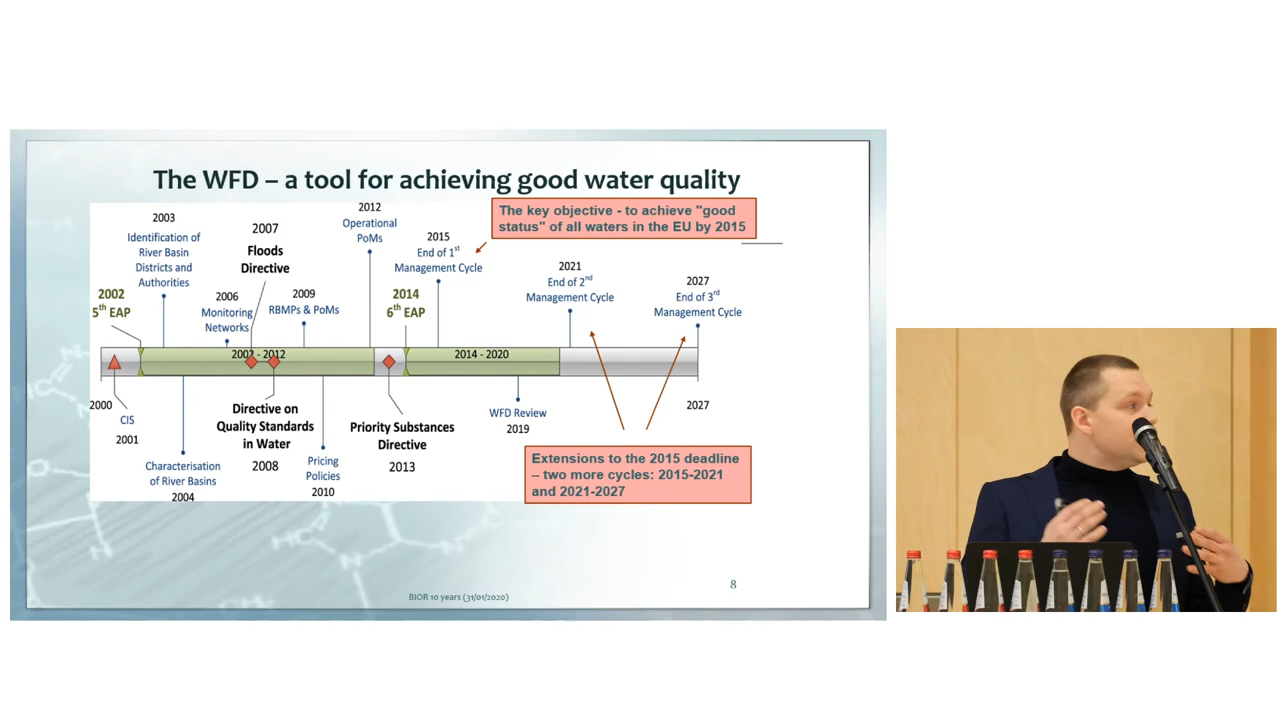 The WFD – a tool for achieving good water quality
The key objective - to achieve "good
status" of all waters in the EU by 2015
2003
Identification of
River Basin
Districts and
Authorities
2007
Floods
Directive
2012
Operational
PoMs
2015
End of 1st
Management Cycle
2021
End of 2nd
Management Cycle
2027
End of 3rd
Management Cycle
2002
5th EAP
2006
Monitoring
Networks
2009
RBMPs & PoMs
2014
6th EAP
2002 - 2012
2014 - 2020
2000
2027
CIS
2001
Characterisation
of River Basins
2004
Directive on
Quality Standards
in Water
2008
Pricing
Policies
2010
Priority Substances
Directive
2013
WFD Review
2019
Extensions to the 2015 deadline
– two more cycles: 2015-2021
and 2021-2027
BIOR 10 years (31/01/2020)
8